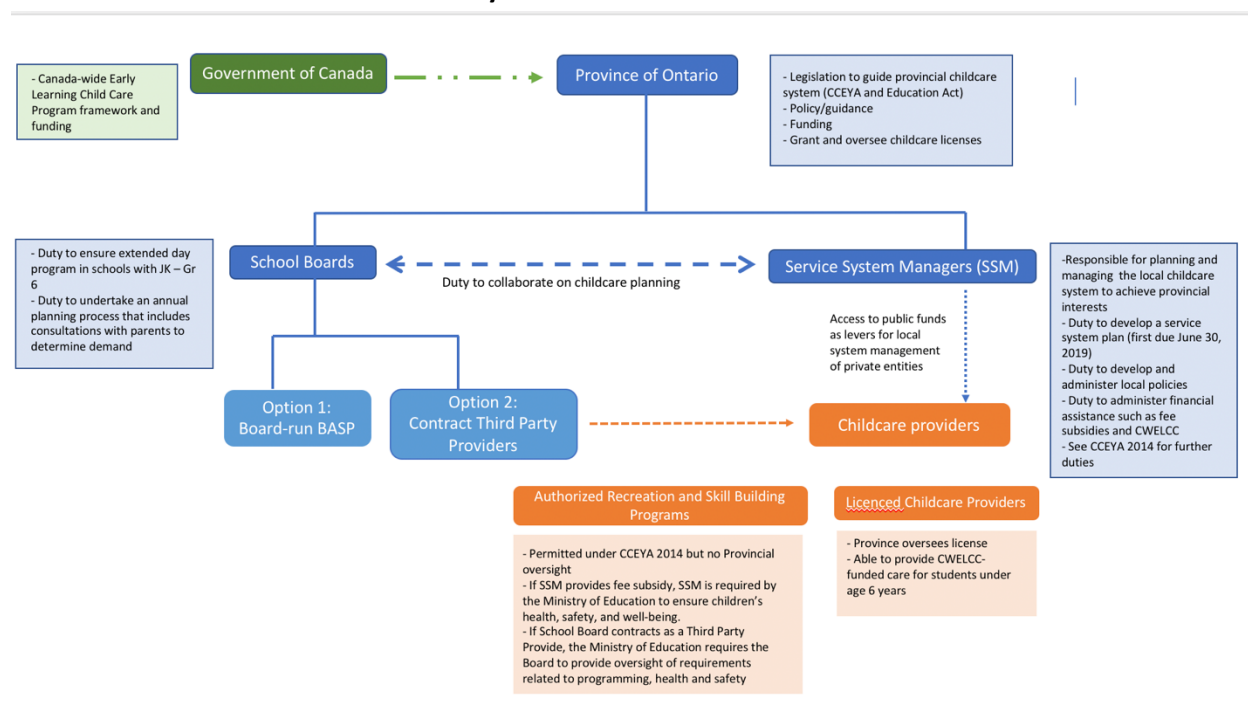 - Canada-wide Early
Learning Child Care
Program framework and
funding
Government of Canada
Province of Ontario
- Legislation to guide provincial childcare
system (CCEYA and Education Act)
- Policy/guidance
- Funding
- Grant and oversee childcare licenses
- Duty to ensure extended day
program in schools with JK – Gr
6
- Duty to undertake an annual
planning process that includes
consultations with parents to
determine demand
School Boards
Duty to collaborate on childcare planning
Service System Managers (SSM)
-Responsible for planning and
managing the local childcare
system to achieve provincial
interests
- Duty to develop a service
system plan (first due June 30,
2019)
- Duty to develop and
administer local policies
- Duty to administer financial
assistance such as fee
subsidies and CWELCC
- See CCEYA 2014 for further
duties
Access to public funds
as levers for local
system management
of private entities
Option 1:
Board-run BASP
Option 2:
Contract Third Party
Providers
Childcare providers
Authorized Recreation and Skill Building
Programs
- Permitted under CCEYA 2014 but no Provincial
oversight
- If SSM provides fee subsidy, SSM is required by
the Ministry of Education to ensure children's
health, safety, and well-being.
- If School Board contracts as a Third Party
Provide, the Ministry of Education requires the
Board to provide oversight of requirements
related to programming, health and safety
Licenced Childcare Providers
- Province oversees license
- Able to provide CWELCC-
funded care for students under
age 6 years